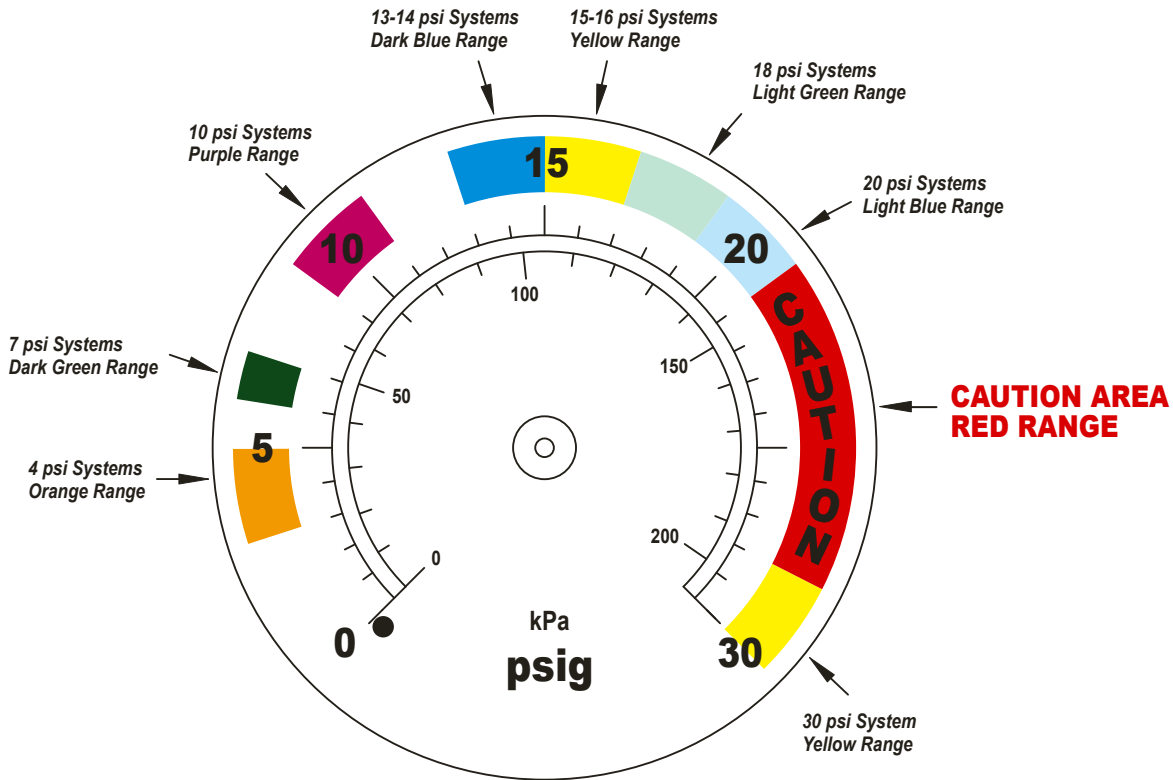 13-14 psi Systems
Dark Blue Range
15-16 psi Systems
Yellow Range
18 psi Systems
Light Green Range
10 psi Systems
Purple Range
20 psi Systems
Light Blue Range
7 psi Systems
Dark Green Range
4 psi Systems
Orange Range
CAUTION AREA
RED RANGE
30 psi System
Yellow Range
0
5
10
15
20
CAUTION
30
0
50
100
150
200
kPa
psig